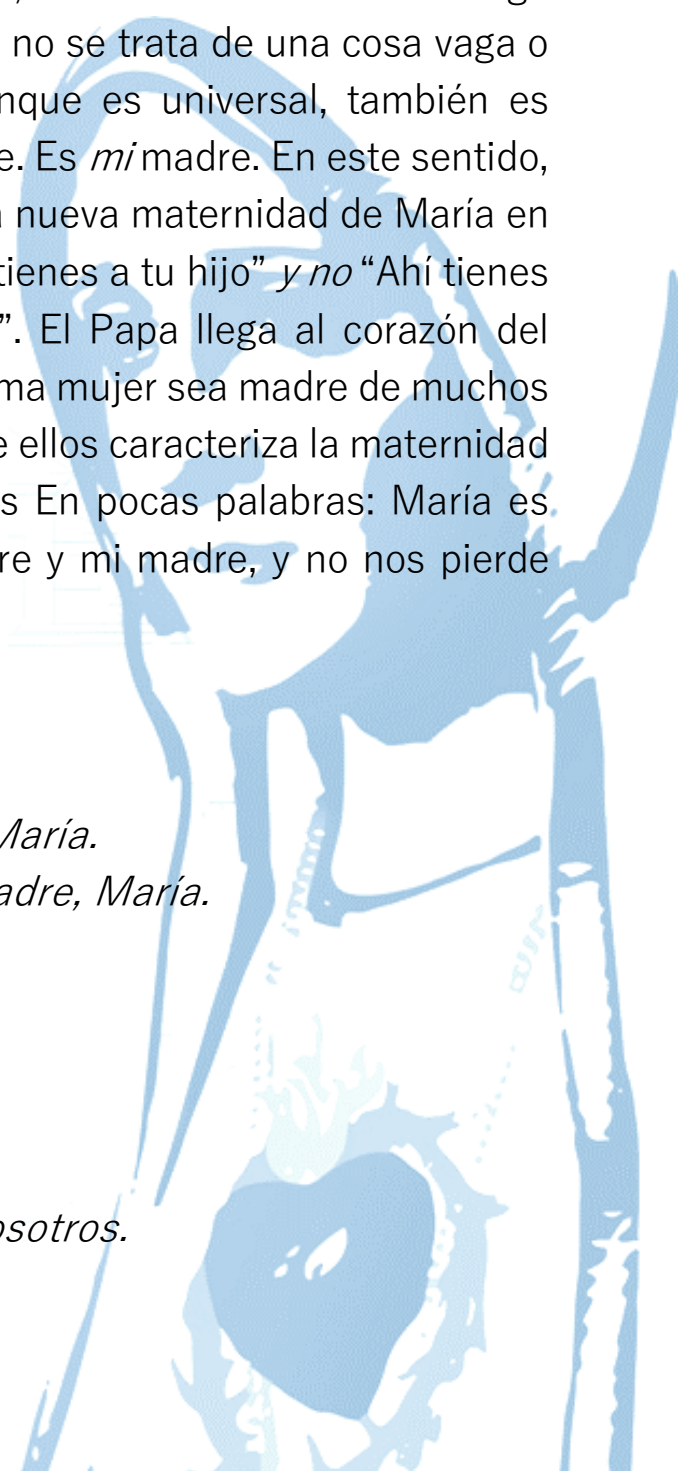 no se trata de una cosa vaga o
nque es universal, también es
e. Es mi madre. En este sentido,
a nueva maternidad de María en
tienes a tu hijo” y no “Ahí tienes
”. El Papa llega al corazón del
ma mujer sea madre de muchos
e ellos caracteriza la maternidad
s En pocas palabras: María es
re y mi madre, y no nos pierde
María.
adre, María.
osotros.